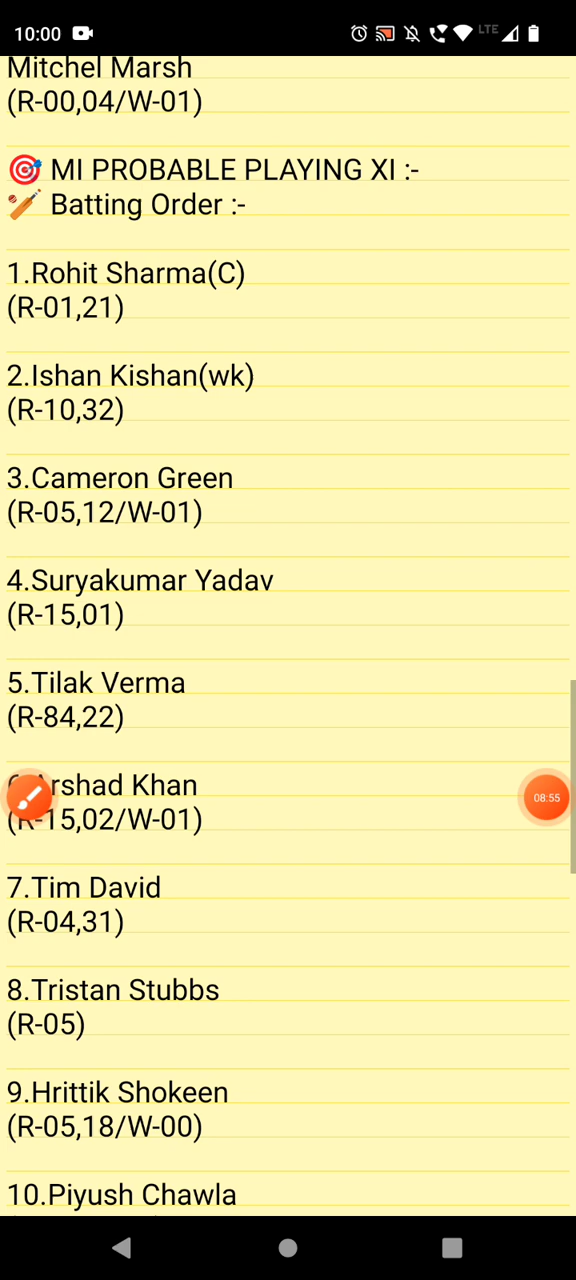 10:00 LTE
Mitchel Marsh
(R-00,04/W-01)
🎯 MI PROBABLE PLAYING XI :-
🏏 Batting Order :-
1.Rohit Sharma(C)
(R-01,21)
2.Ishan Kishan(wk)
(R-10,32)
3.Cameron Green
(R-05,12/W-01)
4.Suryakumar Yadav
(R-15,01)
5.Tilak Verma
(R-84,22)
6.Arshad Khan
(R-15,02/W-01)
08:55
7.Tim David
(R-04,31)
8.Tristan Stubbs
(R-05)
9.Hrittik Shokeen
(R-05,18/W-00)
10.Piyush Chawla